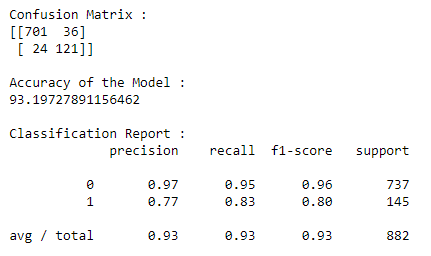 Confusion Matrix :
[[701  36]
 [ 24 121]]
Accuracy of the Model :
93.19727891156462
Classification Report :
             precision    recall  f1-score   support
          0       0.97      0.95      0.96       737
          1       0.77      0.83      0.80       145
avg / total       0.93      0.93      0.93       882